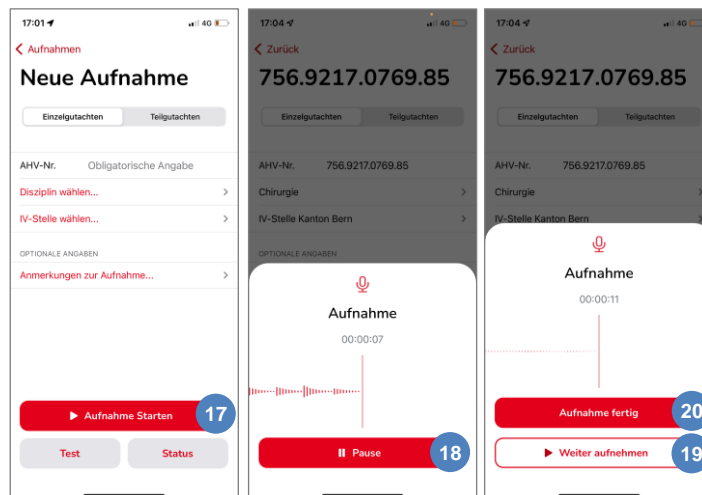 17:01
4G
Aufnahmen
Neue Aufnahme
Einzelgutachten Teilgutachten
AHV-Nr. Obligatorische Angabe
Disziplin wählen...
IV-Stelle wählen...
OPTIONALE ANGABEN
Anmerkungen zur Aufnahme...
Aufnahme Starten 17
Test Status
17:04
4G
Zurück
756.9217.0769.85
Einzelgutachten Teilgutachten
AHV-Nr. 756.9217.0769.85
Chirurgie
IV-Stelle Kanton Bern
OPTIONALE ANGABEN
Aufnahme
00:00:07
Pause 18
17:04
4G
Zurück
756.9217.0769.85
Einzelgutachten Teilgutachten
AHV-Nr. 756.9217.0769.85
Chirurgie
IV-Stelle Kanton Bern
Aufnahme
00:00:11
Aufnahme fertig 20
Weiter aufnehmen 19